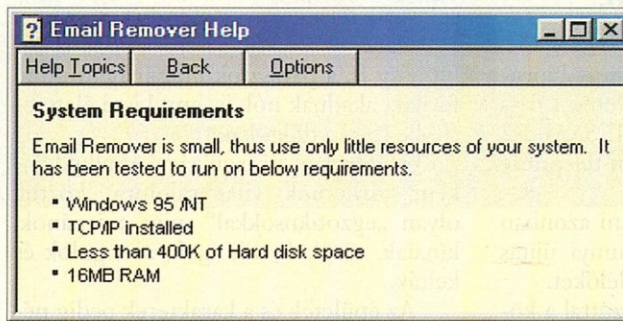 Email Remover Help
Help Topics Back Options
System Requirements
Email Remover is small, thus use only little resources of your system. It
has been tested to run on below requirements.
▪ Windows 95 /NT
▪ TCP/IP installed
▪ Less than 400K of Hard disk space
▪ 16MB RAM